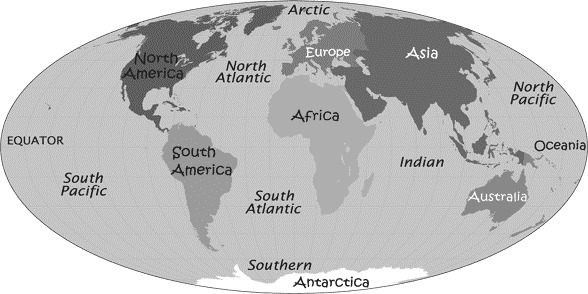 Arctic
North
America
North
Atlantic
Europe
Asia
North
Pacific
Africa
EQUATOR
South
America
Indian
Oceania
South
Pacific
South
Atlantic
Australia
Southern
Antarctica